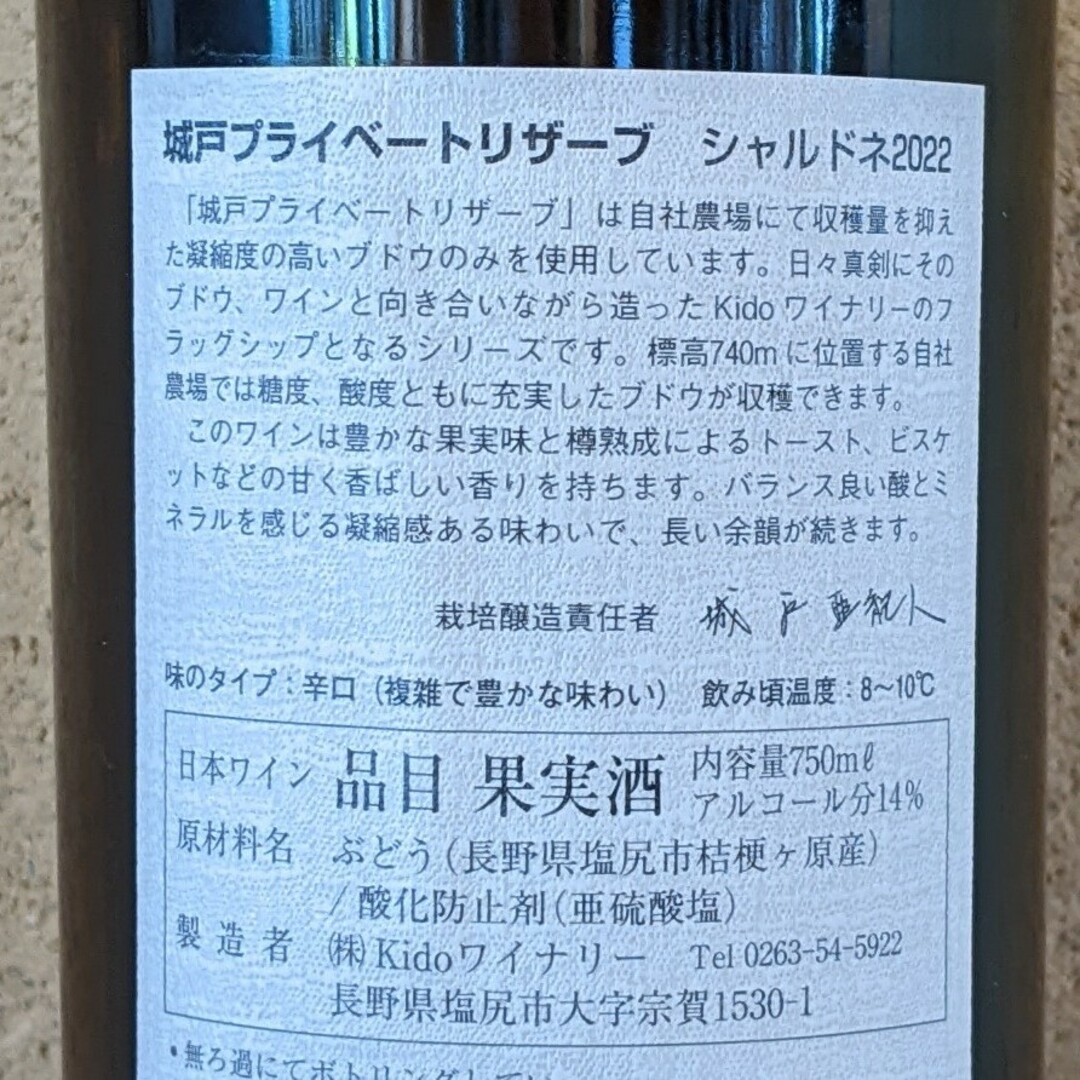 城戸プライベートリザーブ　シャルドネ2022
「城戸プライベートリザーブ」は自社農場にて収穫量を抑え
た凝縮度の高いブドウのみを使用しています。日々真剣にその
ブドウ、ワインと向き合いながら造ったKidoワイナリーのフ
ラッグシップとなるシリーズです。標高740mに位置する自社
農場では糖度、酸度ともに充実したブドウが収穫できます。
このワインは豊かな果実味と樽熟成によるトースト、ビスケ
ットなどの甘く香ばしい香りを持ちます。バランス良い酸とミ
ネラルを感じる凝縮感ある味わいで、長い余韻が続きます。
栽培醸造責任者　城戸亜紀人
味のタイプ：辛口（複雑で豊かな味わい）　飲み頃温度：8〜10℃
日本ワイン 品目 果実酒 内容量750mℓ
アルコール分14%
原材料名 ぶどう（長野県塩尻市桔梗ヶ原産）
/酸化防止剤（亜硫酸塩）
製造者 ㈱Kidoワイナリー Tel 0263-54-5922
長野県塩尻市大字宗賀1530-1
・無ろ過にてボトリングしてい